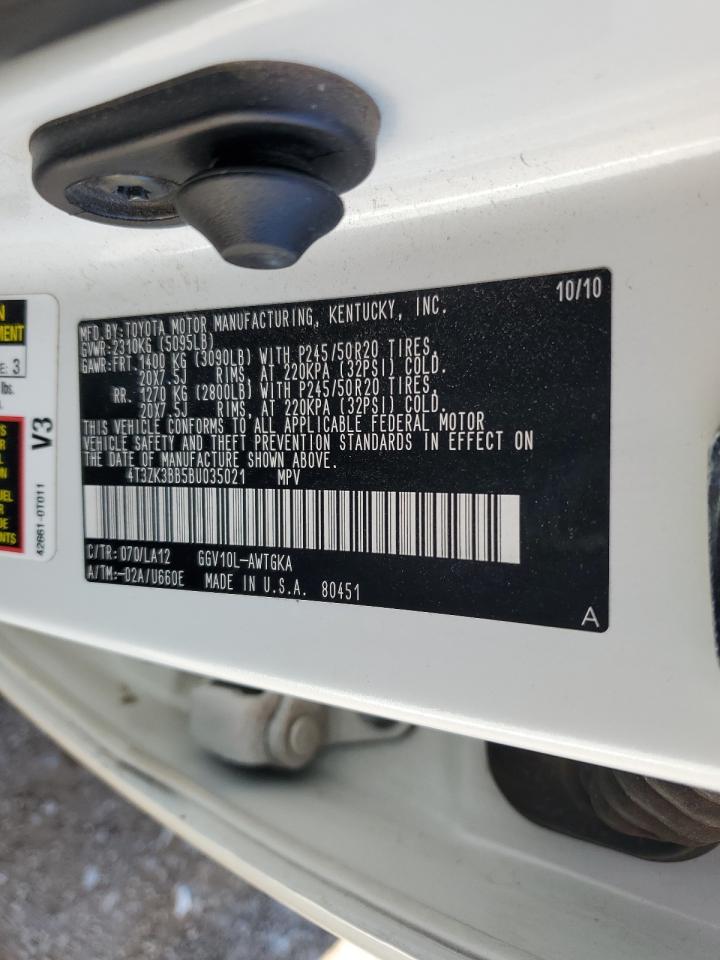 10/10
MFD.BY:TOYOTA MOTOR MANUFACTURING, KENTUCKY, INC.
GVWR:2310KG (5095LB)
GAWR:FRT.1400 KG (3090LB) WITH P245/50R20 TIRES,
20X7.5J RIMS, AT 220KPA (32PSI) COLD.
RR. 1270 KG (2800LB) WITH P245/50R20 TIRES,
20X7.5J RIMS, AT 220KPA (32PSI) COLD.
THIS VEHICLE CONFORMS TO ALL APPLICABLE FEDERAL MOTOR
VEHICLE SAFETY AND THEFT PREVENTION STANDARDS IN EFFECT ON
THE DATE OF MANUFACTURE SHOWN ABOVE.
4T3ZK3BB5BU035021 MPV
C/TR:070/LA12 GGV10L-AWTGKA
A/TM:-02A/U660E MADE IN U.S.A. 80451
A
E: 3
lbs.
V3
42661-0T011